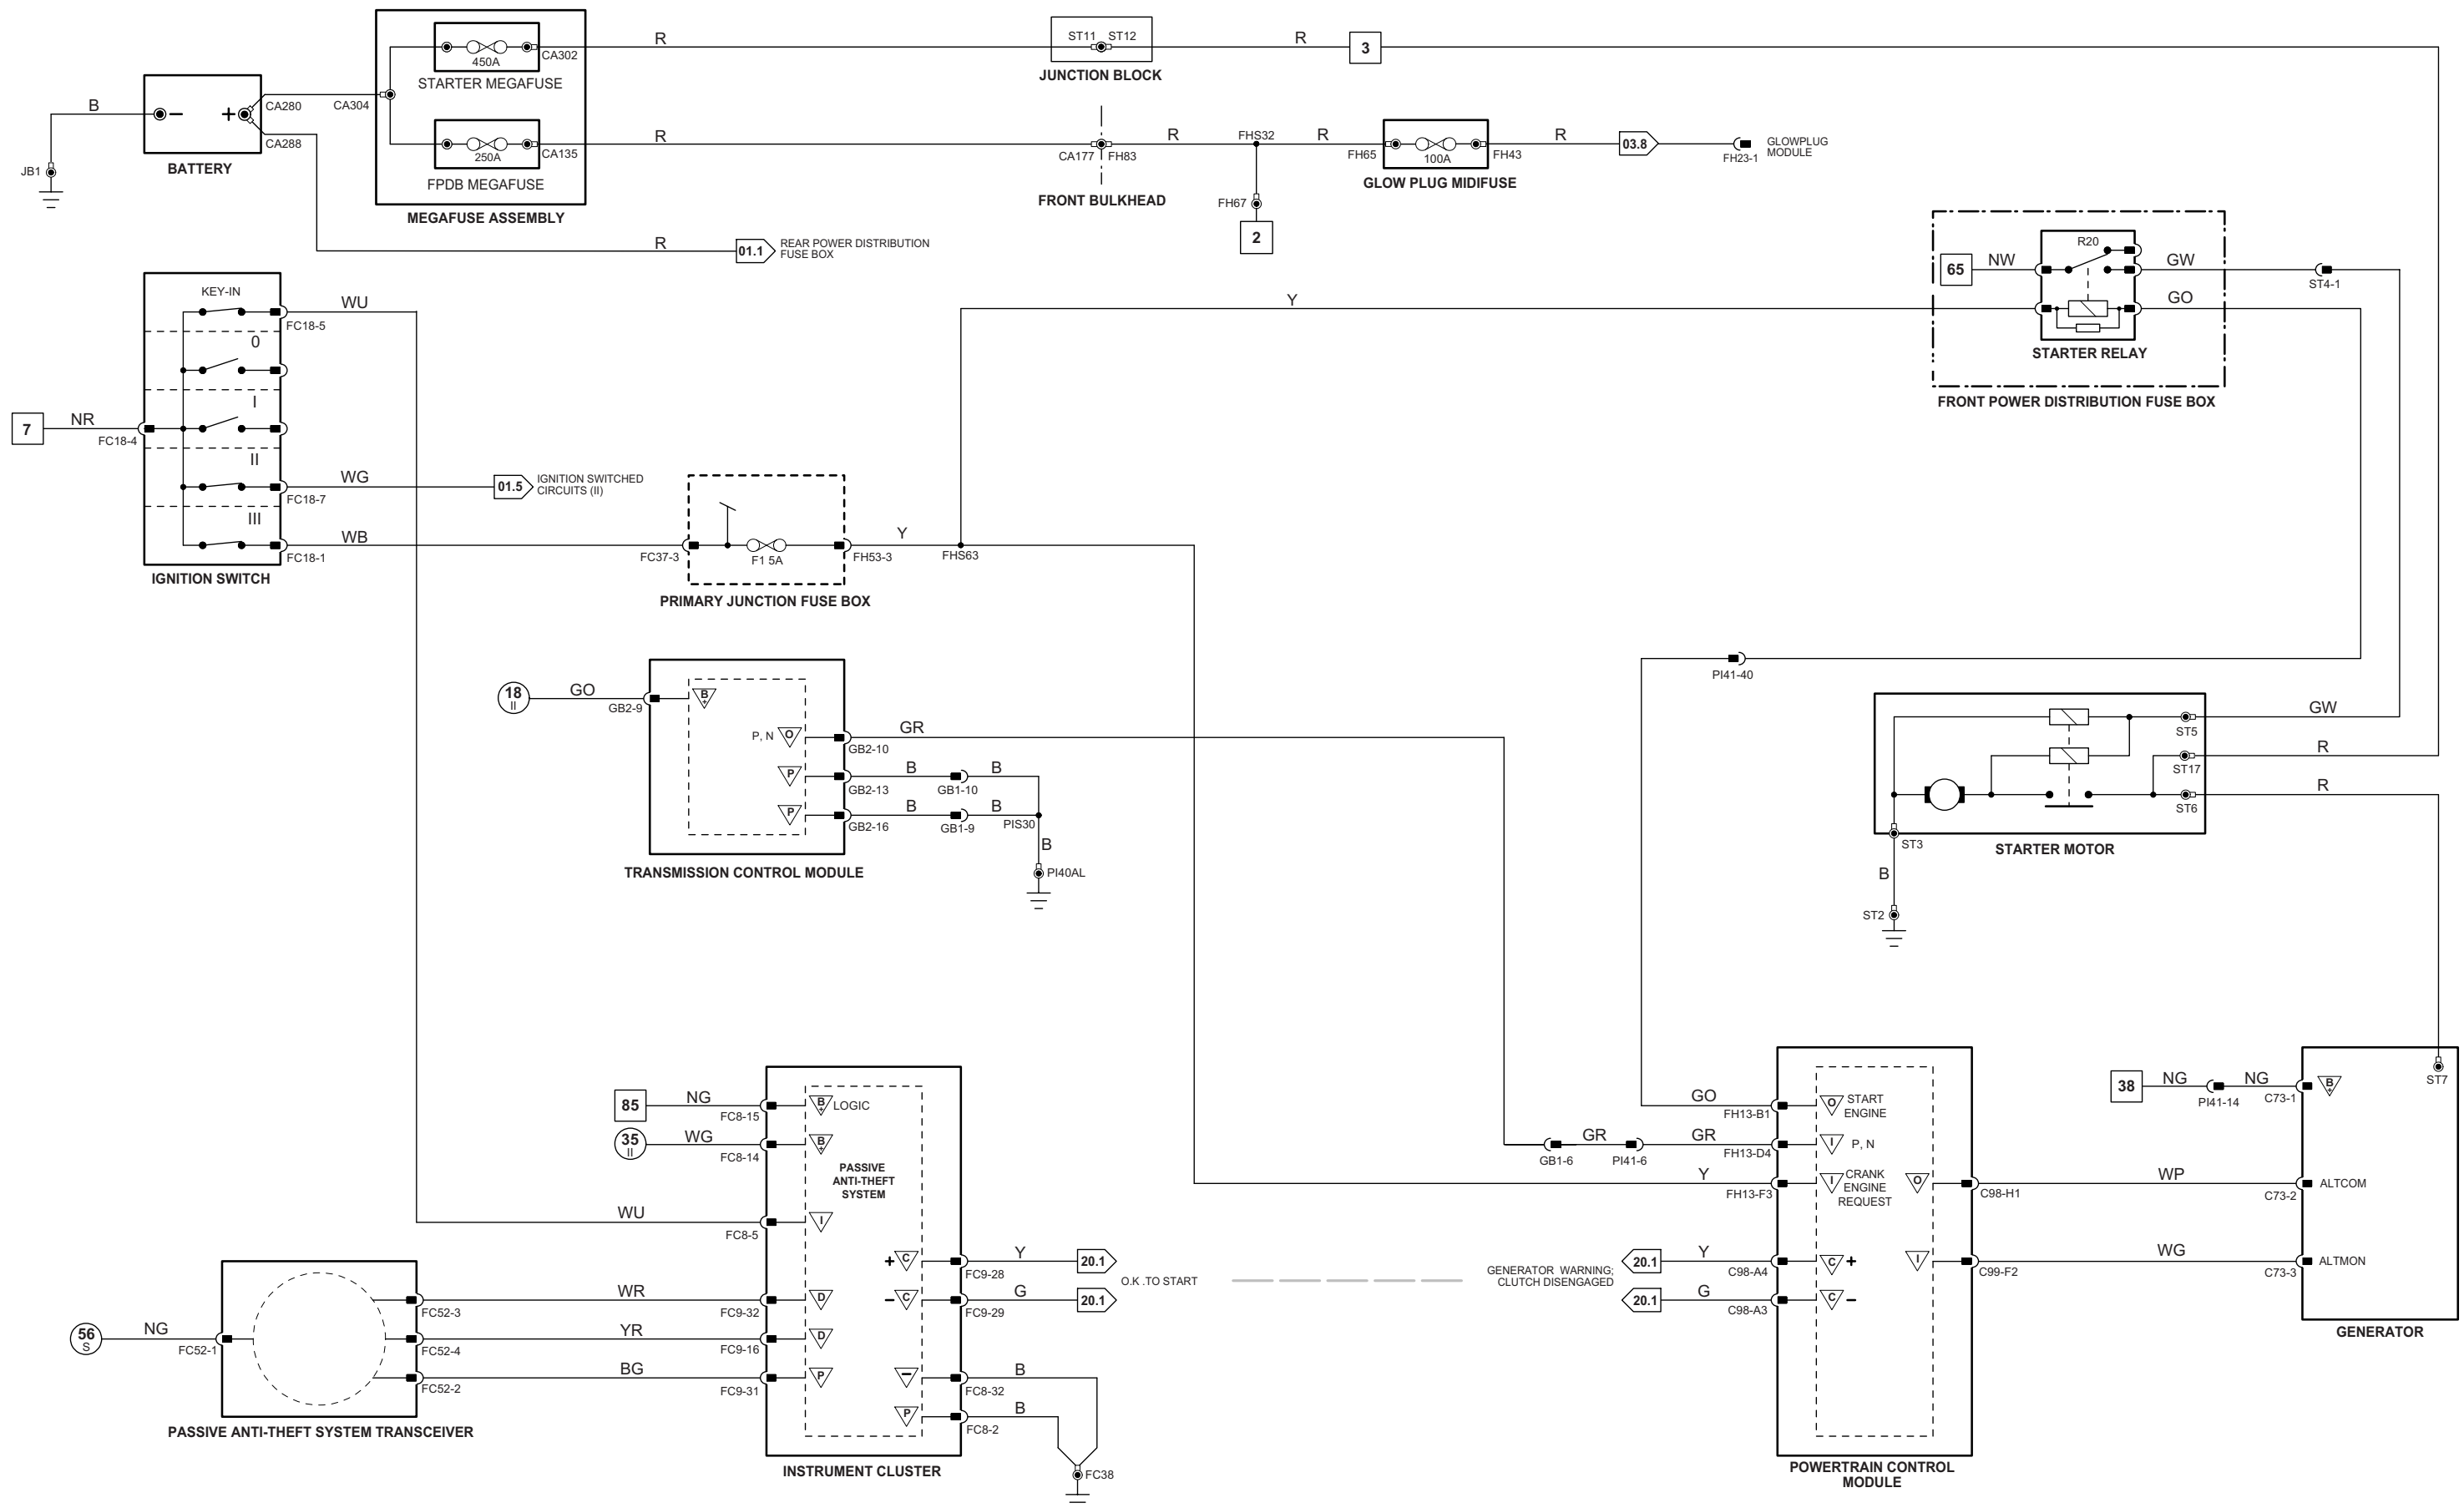 R
ST11 ST12
R
3
CA302
450A
STARTER MEGAFUSE
JUNCTION BLOCK
B
CA280
CA304
CA288
BATTERY
JB1
R
CA135
250A
FPDB MEGAFUSE
MEGAFUSE ASSEMBLY
CA177
FH83
FRONT BULKHEAD
R
FHS32
R
FH65
100A
FH43
GLOW PLUG MIDIFUSE
R
03.8
FH23-1
GLOWPLUG
MODULE
FH67
2
R
01.1
REAR POWER DISTRIBUTION
FUSE BOX
R20
65
NW
GW
ST4-1
GO
STARTER RELAY
FRONT POWER DISTRIBUTION FUSE BOX
KEY-IN
WU
FC18-5
0
I
7
NR
FC18-4
II
WG
FC18-7
01.5
IGNITION SWITCHED
CIRCUITS (II)
III
WB
FC18-1
IGNITION SWITCH
Y
FC37-3
F1 5A
FH53-3
Y
FHS63
PRIMARY JUNCTION FUSE BOX
PI41-40
18
II
GO
GB2-9
B
+
P, N
O
GR
GB2-10
P
B
GB2-13
GB1-10
B
P
B
GB2-16
GB1-9
B
PIS30
B
PI40AL
TRANSMISSION CONTROL MODULE
GW
ST5
R
ST17
R
ST6
ST3
B
ST2
STARTER MOTOR
85
NG
FC8-15
B
+
LOGIC
35
II
WG
FC8-14
B
+
PASSIVE
ANTI-THEFT
SYSTEM
WU
FC8-5
I
+
C
Y
FC9-28
20.1
O.K .TO START
-
C
G
FC9-29
20.1
WR
FC52-3
FC9-32
D
56
S
NG
FC52-1
YR
FC52-4
FC9-16
D
BG
FC52-2
FC9-31
P
B
FC8-32
P
B
FC8-2
FC38
PASSIVE ANTI-THEFT SYSTEM TRANSCEIVER
INSTRUMENT CLUSTER
GO
FH13-B1
O
START
ENGINE
GB1-6
GR
PI41-6
GR
FH13-D4
I
P, N
Y
FH13-F3
I
CRANK
ENGINE
REQUEST
O
C98-H1
WP
C73-2
ALTCOM
GENERATOR WARNING;
CLUTCH DISENGAGED
20.1
Y
C98-A4
C
+
I
C99-F2
WG
C73-3
ALTMON
20.1
G
C98-A3
C
-
POWERTRAIN CONTROL
MODULE
38
NG
PI41-14
NG
C73-1
B
+
ST7
GENERATOR